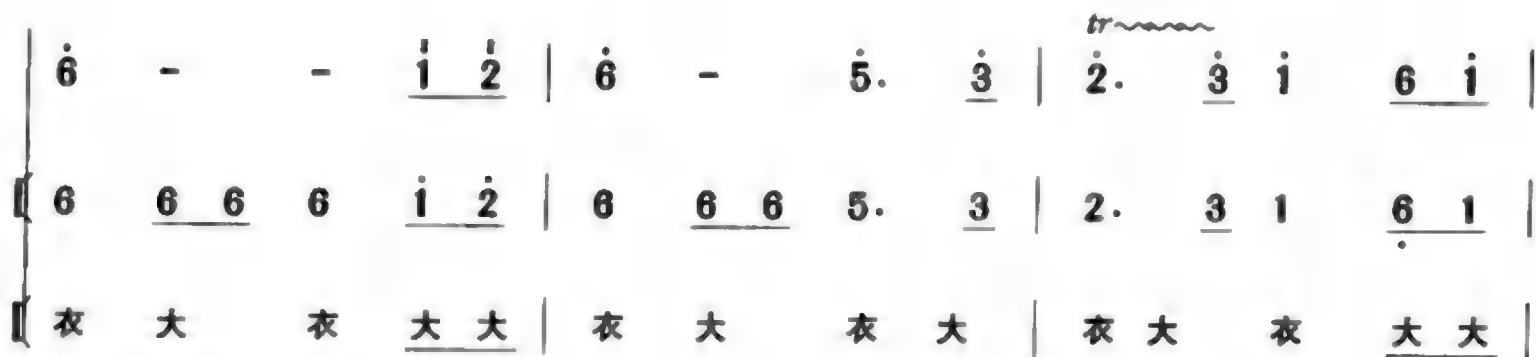 tr
6̇ - - 1̇ 2̇ | 6̇ - 5̇. 3̇ | 2̇. 3̇ 1̇ 6 1̇ |
6 6 6 6 1̇ 2̇ | 6 6 6 5. 3 | 2. 3 1 6̣ 1 |
衣 大 衣 大 大 | 衣 大 衣 大 | 衣 大 衣 大 大 |